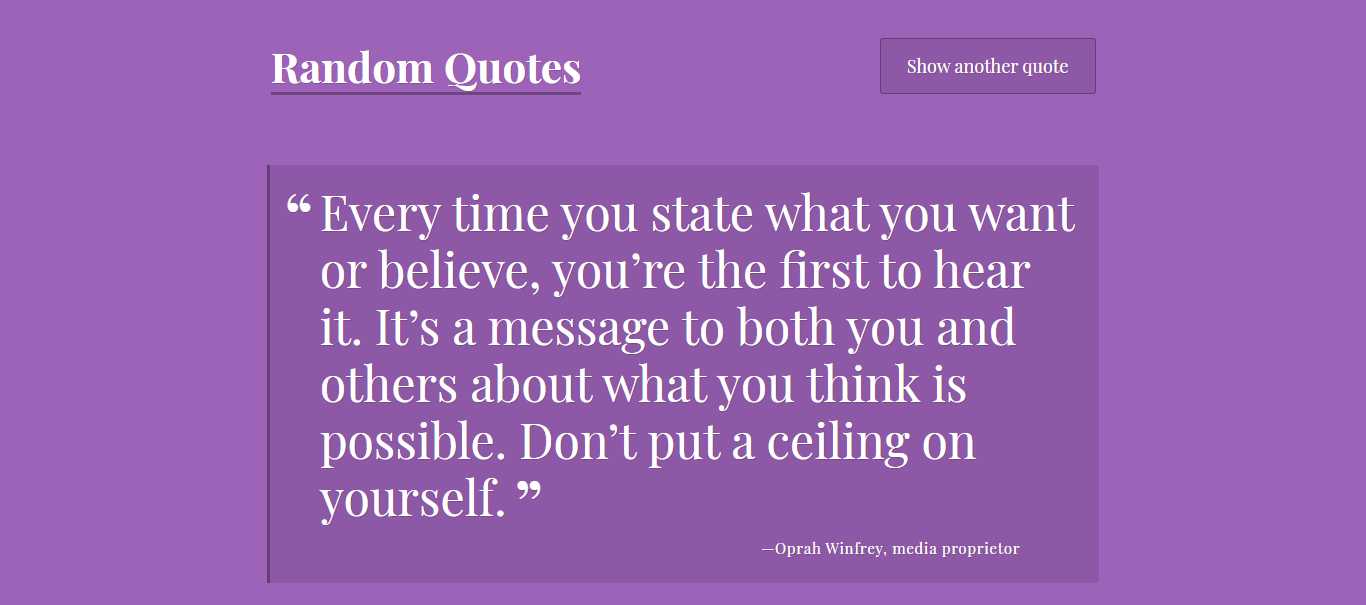 Random Quotes
Show another quote
“ Every time you state what you want
or believe, you’re the first to hear
it. It’s a message to both you and
others about what you think is
possible. Don’t put a ceiling on
yourself. ”
—Oprah Winfrey, media proprietor